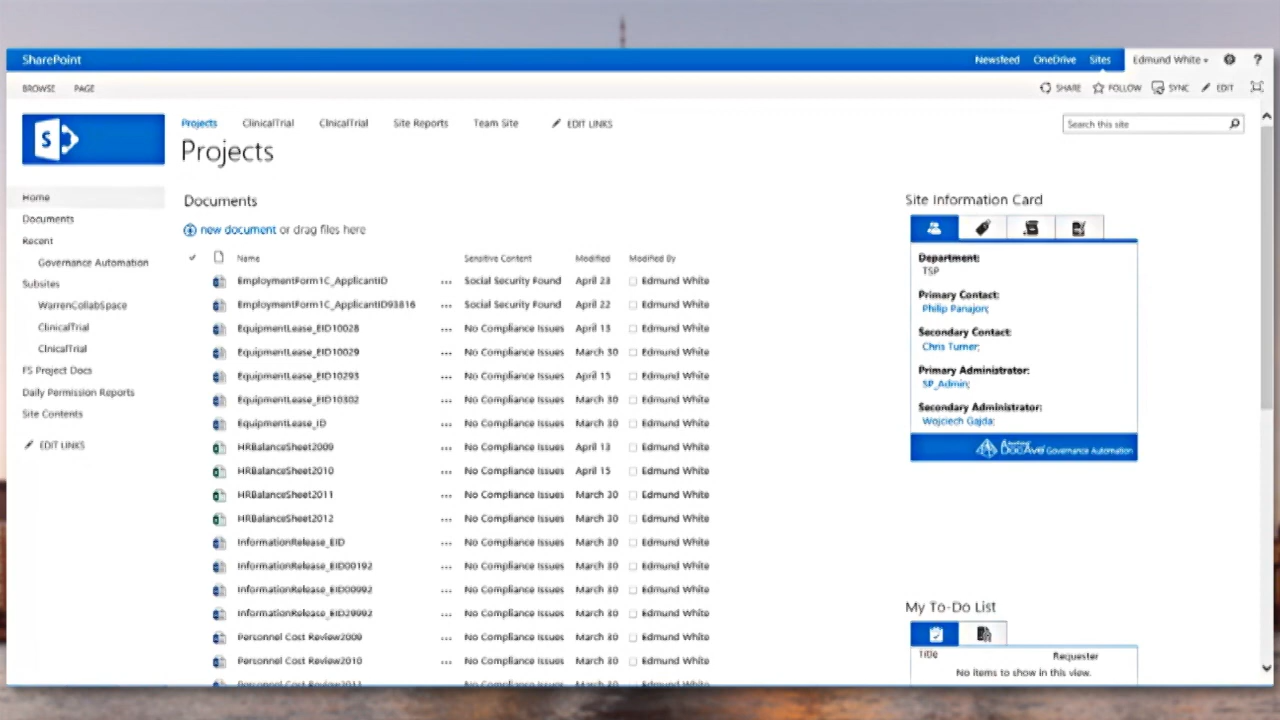 SharePoint
Newsfeed OneDrive Sites Edmund White ?
BROWSE PAGE
SHARE FOLLOW SYNC EDIT
S
Projects ClinicalTrial ClnicalTrial Site Reports Team Site EDIT LINKS
Search this site
Projects
Home
Documents
Recent
Governance Automation
Subsites
WarrenCollabSpace
ClinicalTrial
ClnicalTrial
FS Project Docs
Daily Permission Reports
Site Contents
EDIT LINKS
Documents
new document or drag files here
Name Sensitive Content Modified Modified By
EmploymentForm1C_ApplicantID ... Social Security Found April 23 Edmund White
EmploymentForm1C_ApplicantID93816 ... Social Security Found April 22 Edmund White
EquipmentLease_EID10028 ... No Compliance Issues April 13 Edmund White
EquipmentLease_EID10029 ... No Compliance Issues March 30 Edmund White
EquipmentLease_EID10293 ... No Compliance Issues April 15 Edmund White
EquipmentLease_EID10302 ... No Compliance Issues March 30 Edmund White
EquipmentLease_ID ... No Compliance Issues March 30 Edmund White
HRBalanceSheet2009 ... No Compliance Issues April 13 Edmund White
HRBalanceSheet2010 ... No Compliance Issues April 15 Edmund White
HRBalanceSheet2011 ... No Compliance Issues March 30 Edmund White
HRBalanceSheet2012 ... No Compliance Issues March 30 Edmund White
InformationRelease_EID ... No Compliance Issues March 30 Edmund White
InformationRelease_EID00192 ... No Compliance Issues March 30 Edmund White
InformationRelease_EID00992 ... No Compliance Issues March 30 Edmund White
InformationRelease_EID29992 ... No Compliance Issues March 30 Edmund White
Personnel Cost Review2009 ... No Compliance Issues March 30 Edmund White
Personnel Cost Review2010 ... No Compliance Issues March 30 Edmund White
Personnel Cost Review2011 ... No Compliance Issues March 30 Edmund White
Site Information Card
Department:
TSP
Primary Contact:
Philip Panajon;
Secondary Contact:
Chris Turner;
Primary Administrator:
SP_Admin;
Secondary Administrator:
Wojciech Gajda;
DocAve Governance Automation
My To-Do List
Title Requester
No items to show in this view.